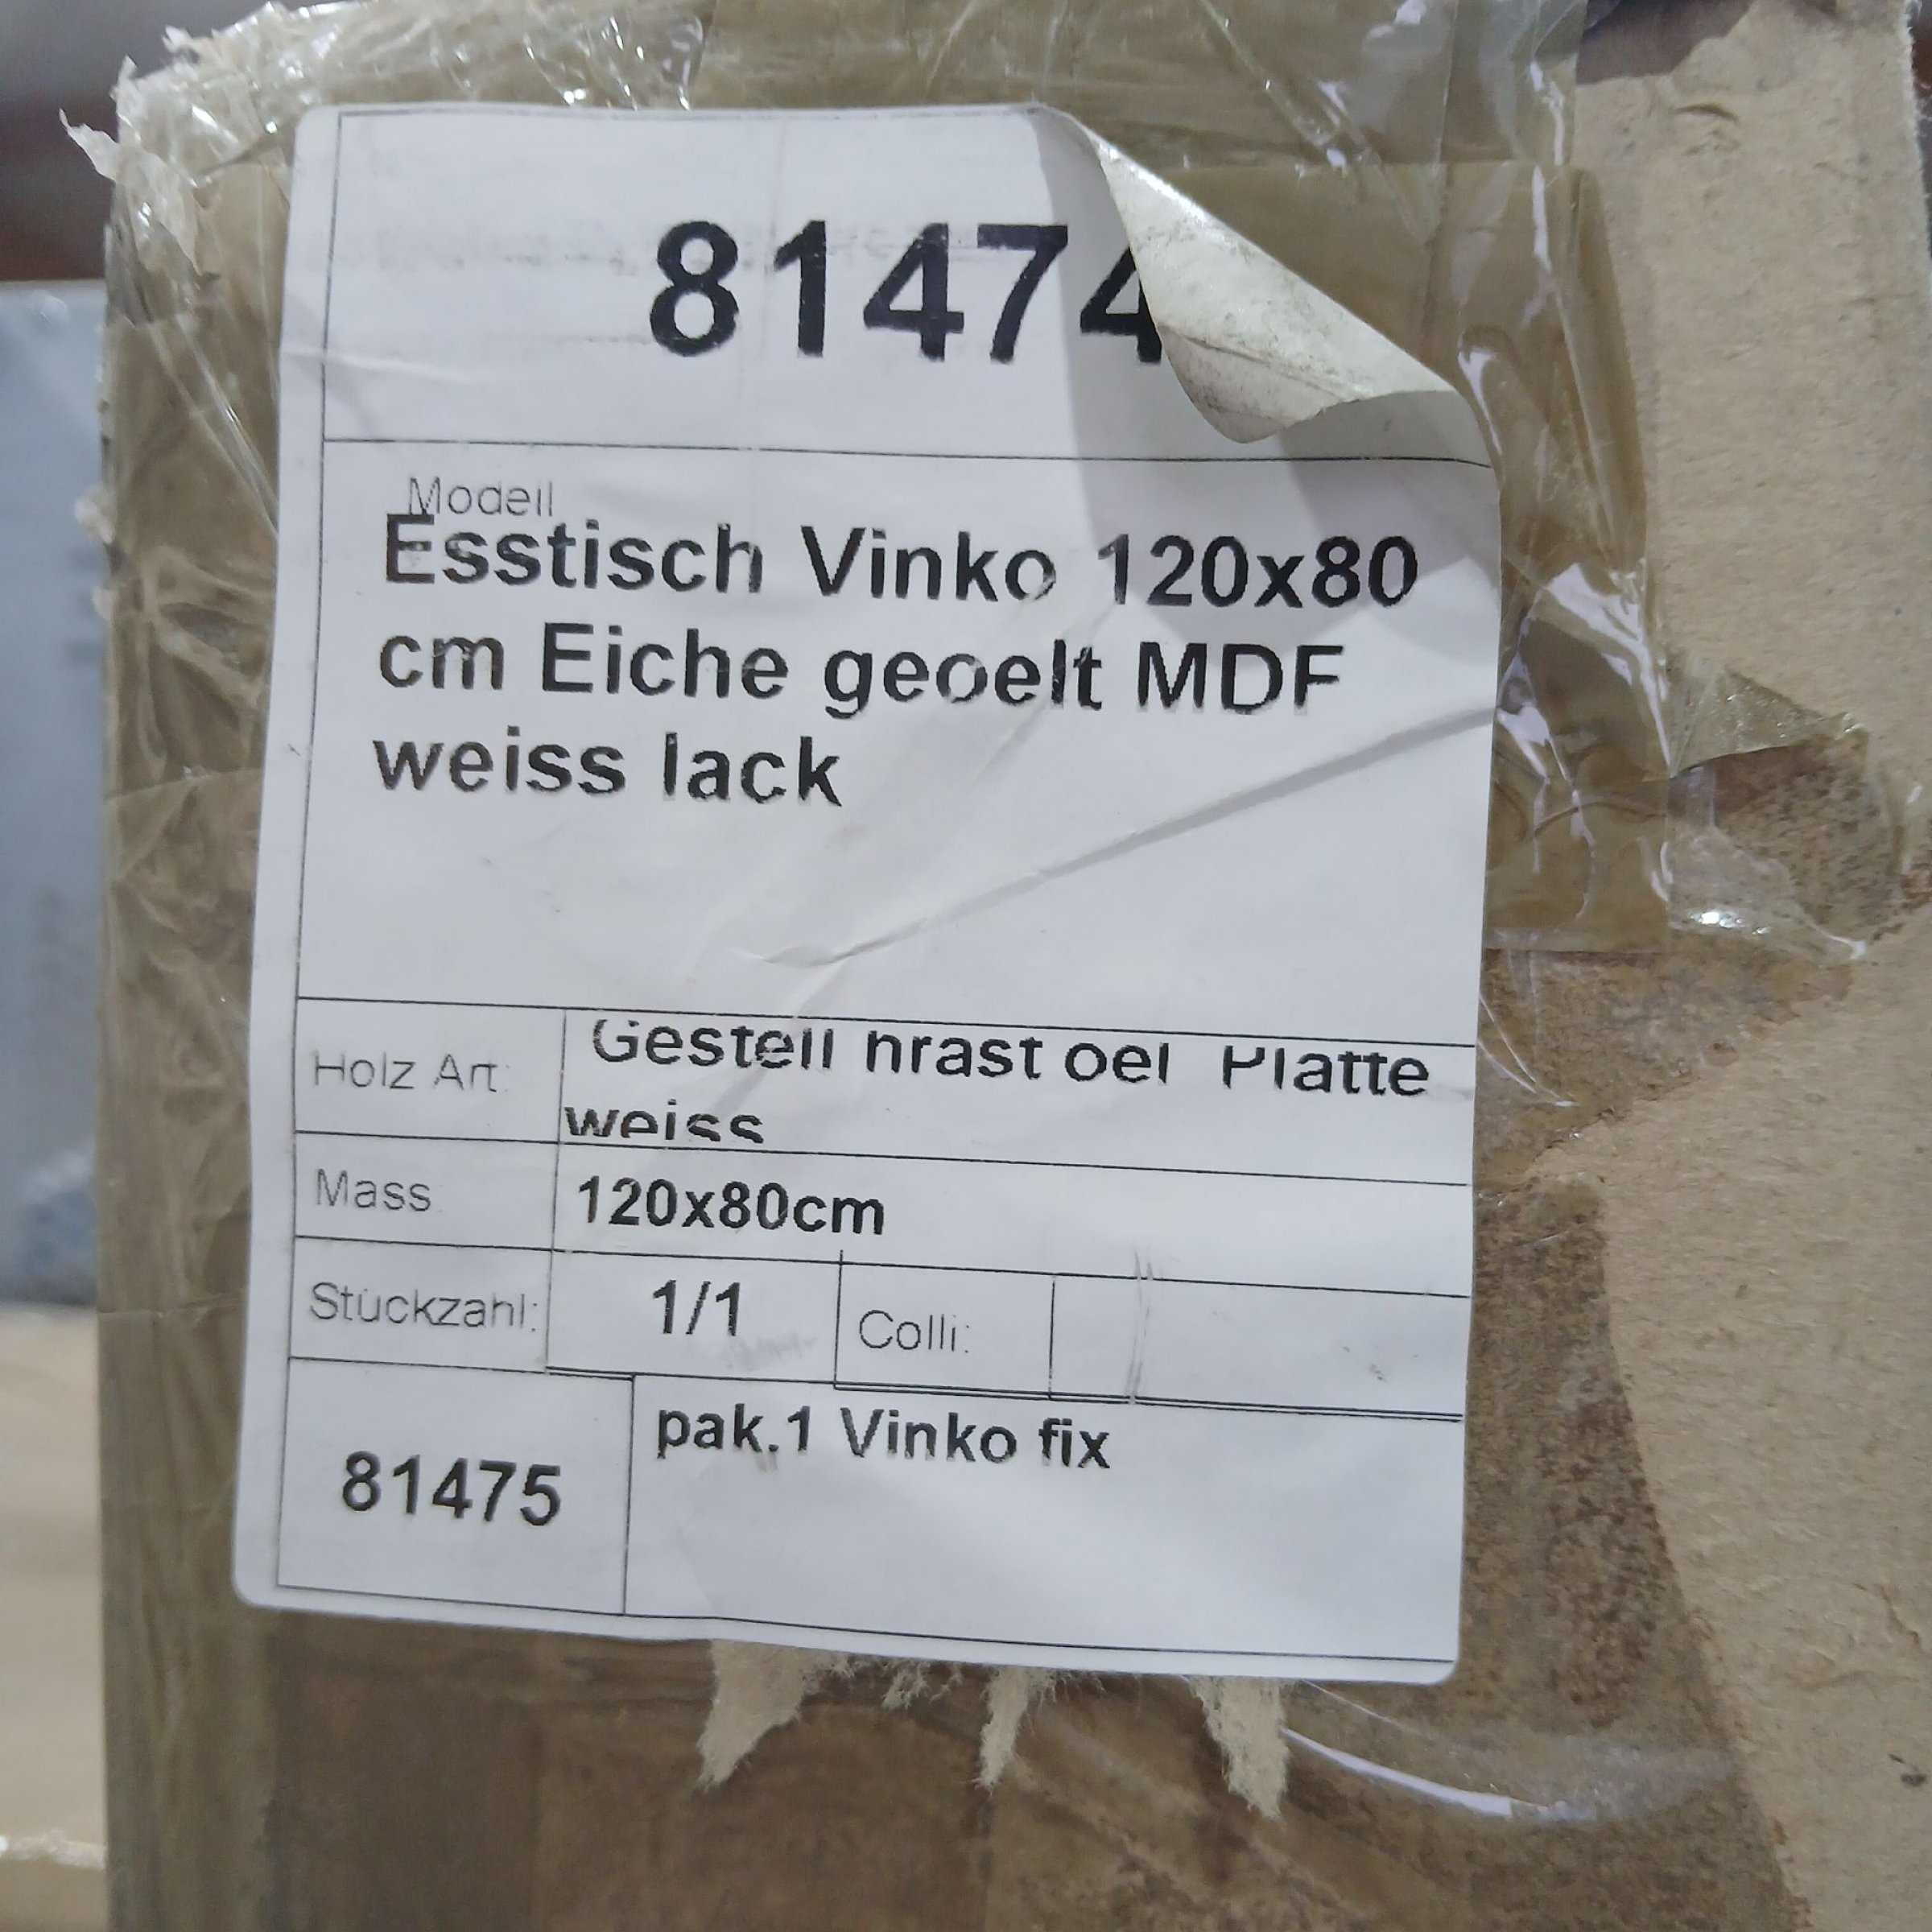 81474
Modell
Esstisch Vinko 120x80
cm Eiche geoelt MDF
weiss lack
Holz Art:
Gestell hrast oel Platte
weiss
Mass
120x80cm
Stückzahl:
1/1
Colli:
81475
pak.1 Vinko fix